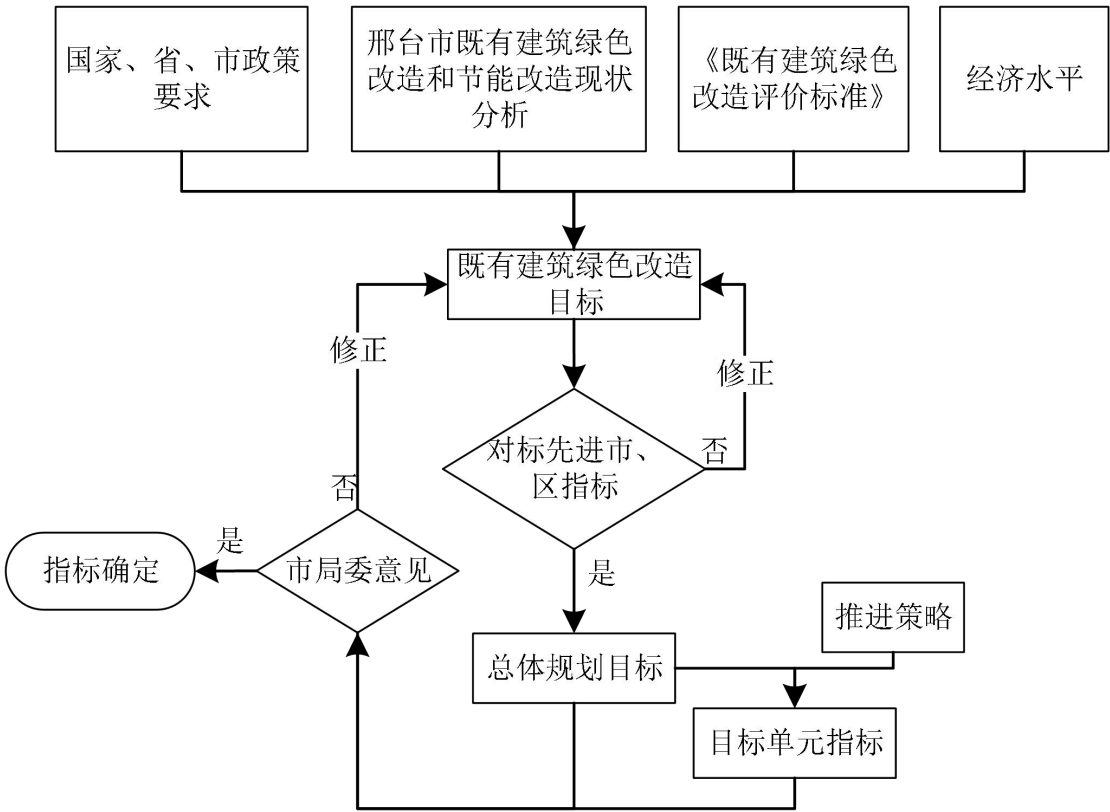 国家、省、市政策
要求
邢台市既有建筑绿色
改造和节能改造现状
分析
《既有建筑绿色
改造评价标准》
经济水平
既有建筑绿色改造
目标
修正
修正
对标先进市、
区指标
否
否
是
指标确定
市局委意见
是
推进策略
总体规划目标
目标单元指标